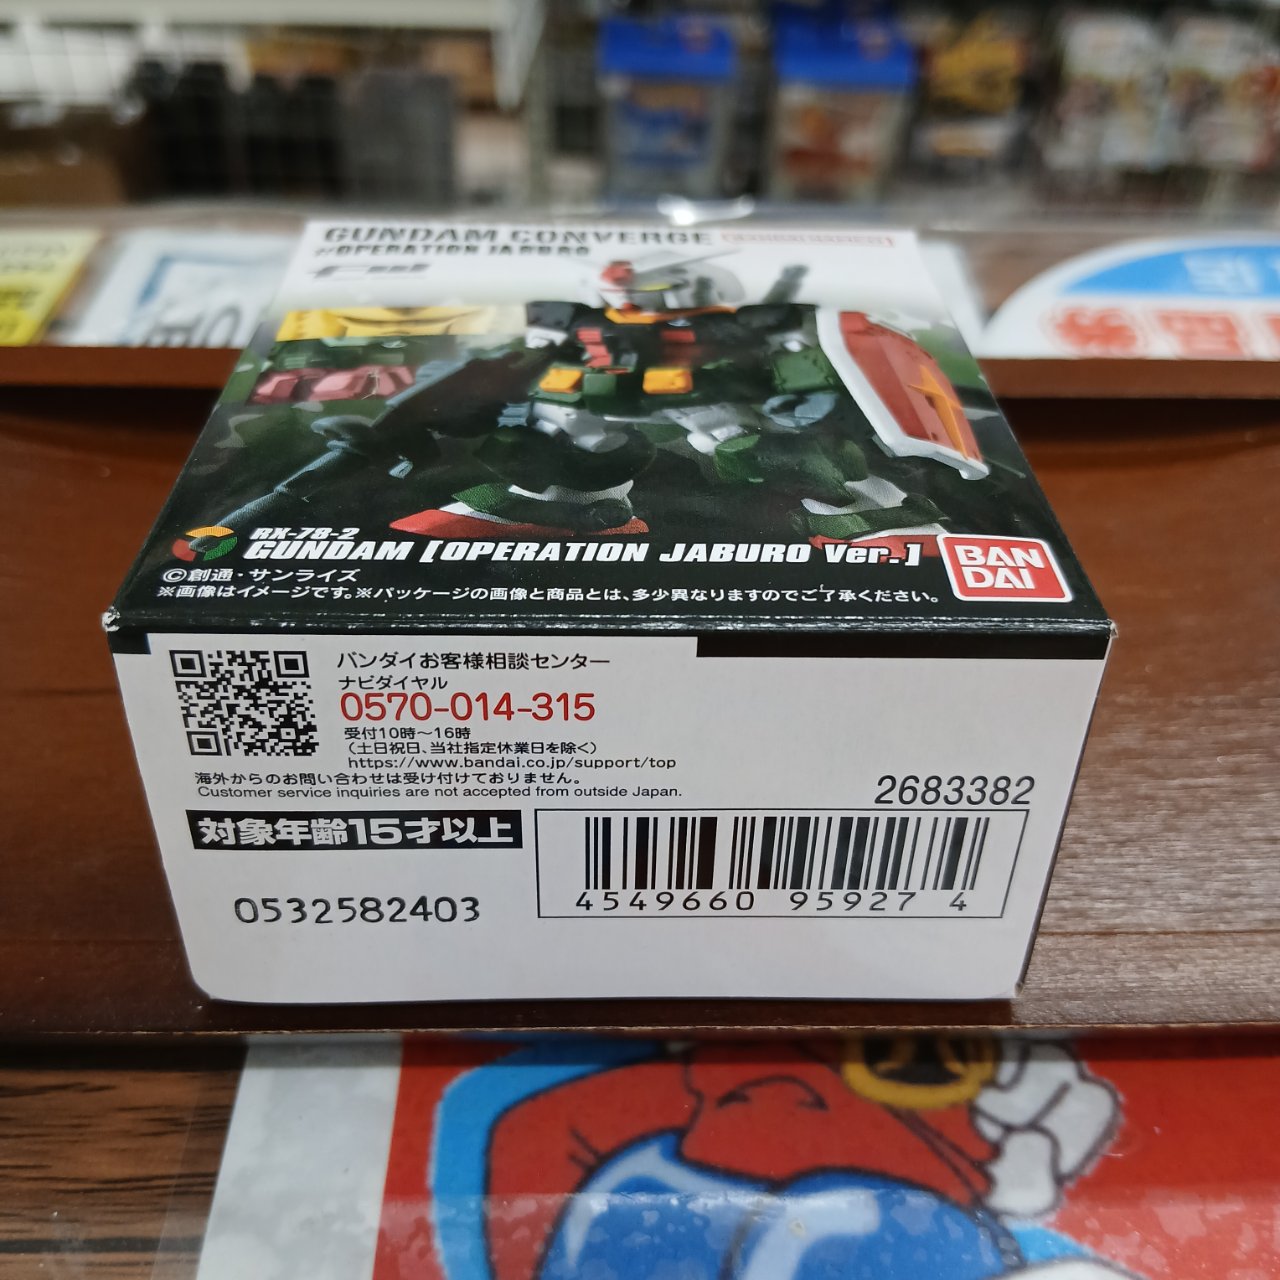 GUNDAM CONVERGE
#OPERATION JABURO
RX-78-2
GUNDAM [OPERATION JABURO Ver.]
BAN
DAI
©創通・サンライズ
※画像はイメージです。※パッケージの画像と商品とは、多少異なりますのでご了承ください。
バンダイお客様相談センター
ナビダイヤル
0570-014-315
受付10時～16時
(土日祝日、当社指定休業日を除く)
https://www.bandai.co.jp/support/top
海外からのお問い合わせは受け付けておりません。
Customer service inquiries are not accepted from outside Japan.
2683382
対象年齢15才以上
0532582403
4549660 95927 4